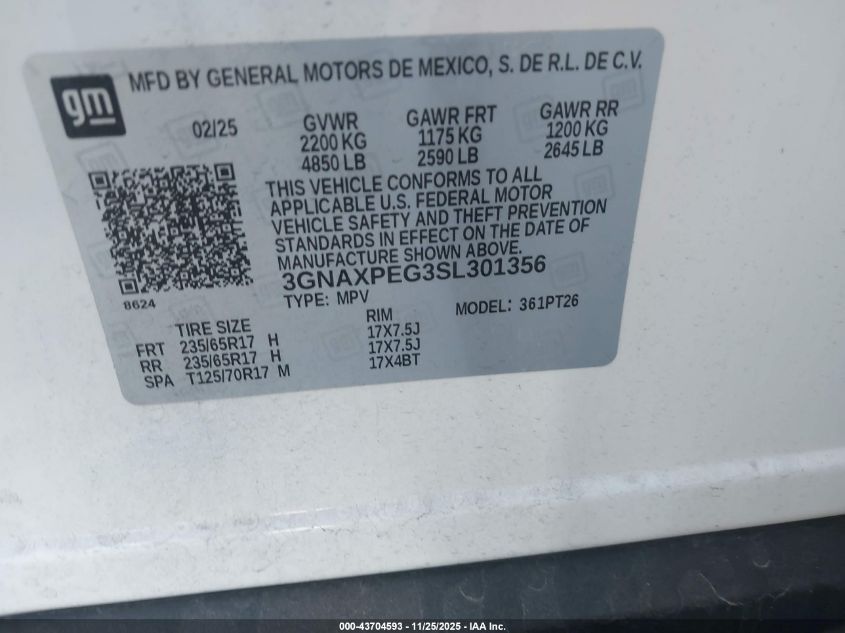 gm
MFD BY GENERAL MOTORS DE MEXICO, S. DE R.L. DE C.V.
02/25 GVWR GAWR FRT GAWR RR
2200 KG 1175 KG 1200 KG
4850 LB 2590 LB 2645 LB
THIS VEHICLE CONFORMS TO ALL
APPLICABLE U.S. FEDERAL MOTOR
VEHICLE SAFETY AND THEFT PREVENTION
STANDARDS IN EFFECT ON THE DATE OF
MANUFACTURE SHOWN ABOVE.
3GNAXPEG3SL301356
8624
TYPE: MPV MODEL: 361PT26
TIRE SIZE RIM
FRT 235/65R17 H 17X7.5J
RR 235/65R17 H 17X7.5J
SPA T125/70R17 M 17X4BT
000-43704593 - 11/25/2025 - IAA Inc.